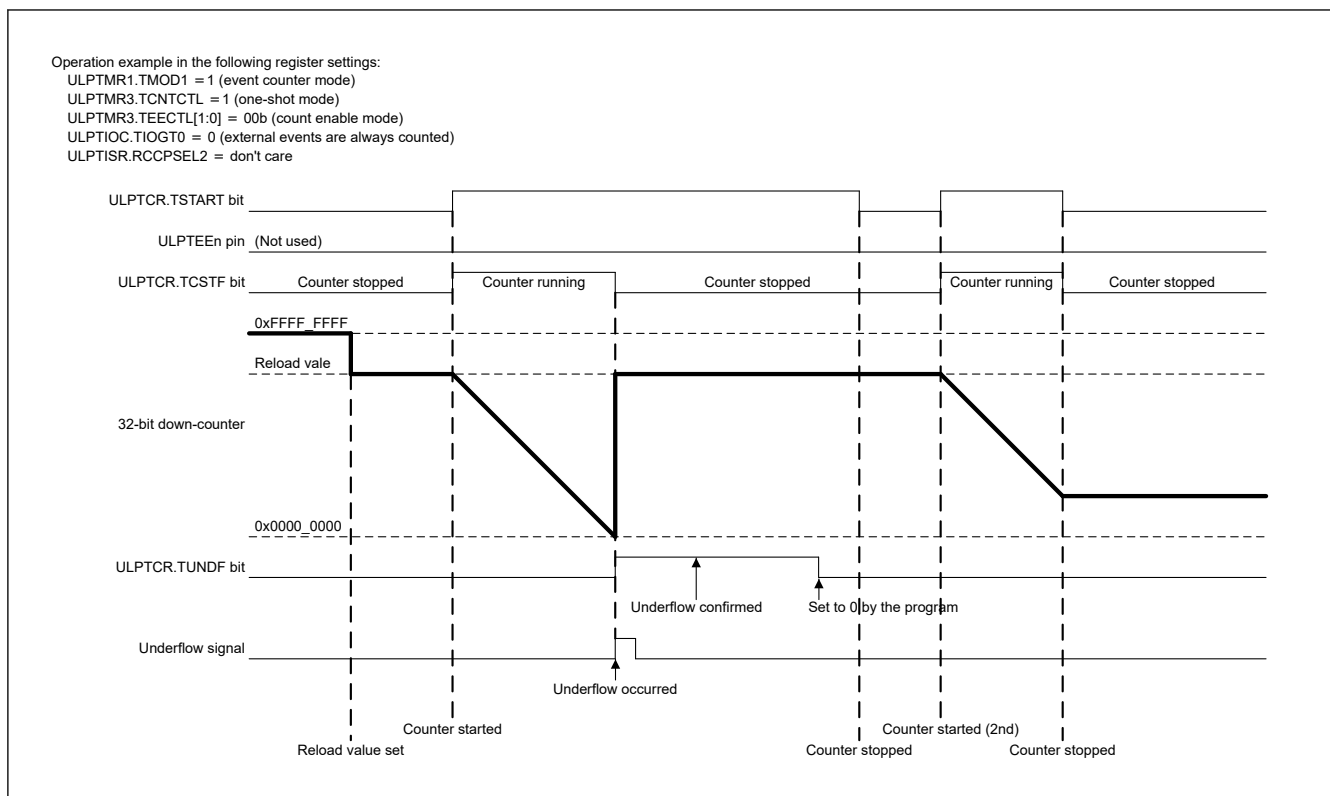 Operation example in the following register settings:
ULPTMR1.TMOD1 = 1 (event counter mode)
ULPTMR3.TCNTCTL = 1 (one-shot mode)
ULPTMR3.TEECTL[1:0] = 00b (count enable mode)
ULPTIOC.TIOGT0 = 0 (external events are always counted)
ULPTISR.RCCPSEL2 = don't care
ULPTCR.TSTART bit
ULPTEEn pin (Not used)
ULPTCR.TCSTF bit Counter stopped Counter running Counter stopped Counter running Counter stopped
0xFFFF_FFFF
Reload vale
32-bit down-counter
0x0000_0000
ULPTCR.TUNDF bit
Underflow confirmed Set to 0 by the program
Underflow signal
Underflow occurred
Counter started Counter started (2nd)
Reload value set Counter stopped Counter stopped